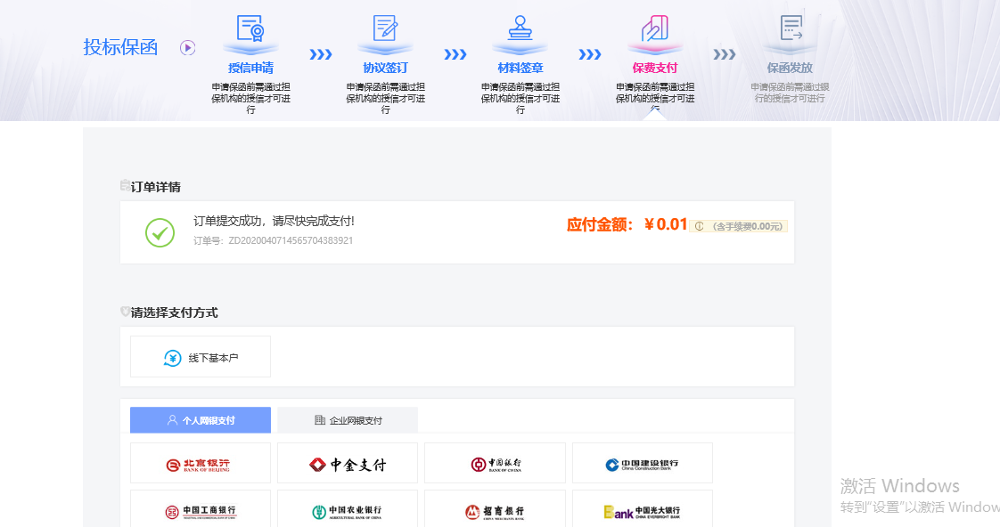 投标保函
授信申请
申请保函前需通过担
保机构的授信才可进
行
协议签订
申请保函前需通过担
保机构的授信才可进
行
材料签章
申请保函前需通过担
保机构的授信才可进
行
保费支付
申请保函前需通过担
保机构的授信才可进
行
保函发放
申请保函前需通过银
行的授信才可进行
订单详情
订单提交成功，请尽快完成支付!
订单号: ZD2020040714565704383921
应付金额：￥0.01
(含手续费0.00元)
请选择支付方式
线下基本户
个人网银支付
企业网银支付
北京银行
BANK OF BEIJING
中金支付
中国银行
BANK OF CHINA
中国建设银行
China Construction Bank
中国工商银行
INDUSTRIAL AND COMMERCIAL BANK OF CHINA
中国农业银行
AGRICULTURAL BANK OF CHINA
招商银行
CHINA MERCHANTS BANK
Bank 中国光大银行
CHINA EVERBRIGHT BANK
激活 Windows
转到"设置"以激活 Window